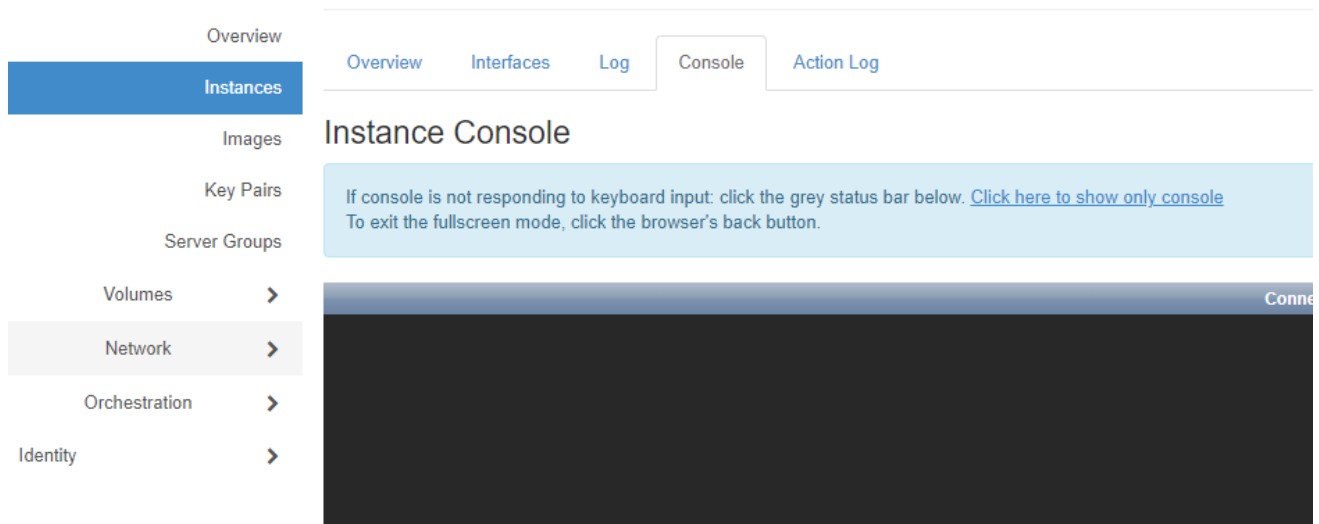 Overview
Instances
Images
Key Pairs
Server Groups
Volumes
Network
Orchestration
Identity
Overview Interfaces Log Console Action Log
Instance Console
If console is not responding to keyboard input: click the grey status bar below. Click here to show only console
To exit the fullscreen mode, click the browser's back button.
Conne